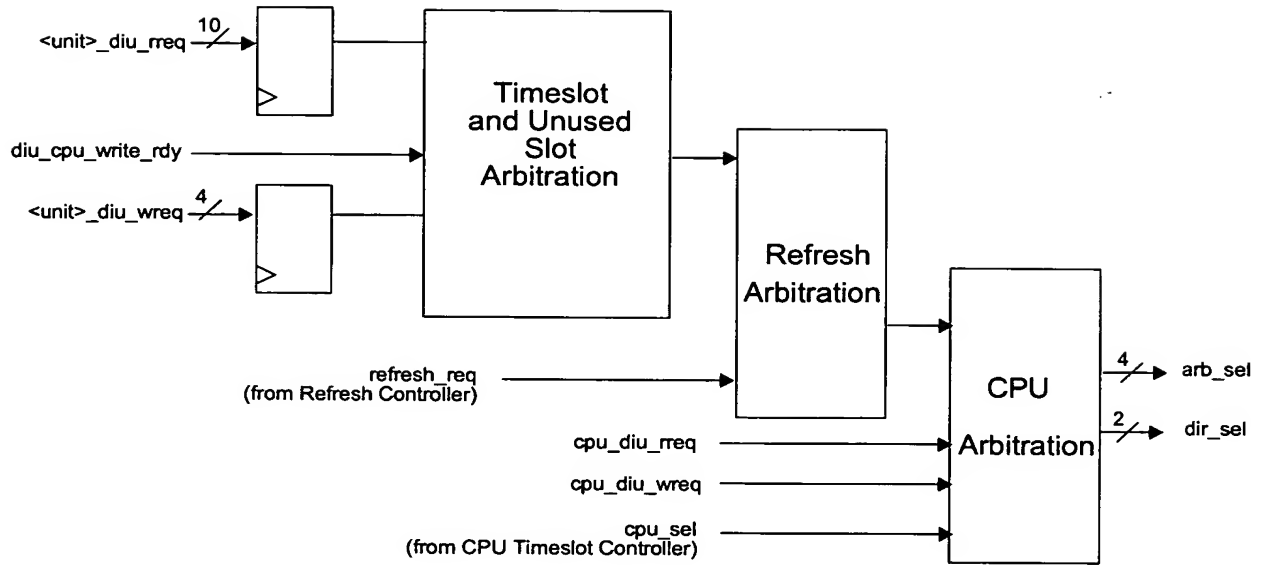 <unit>_diu_rreq
10
diu_cpu_write_rdy
<unit>_diu_wreq
4
Timeslot
and Unused
Slot
Arbitration
Refresh
Arbitration
refresh_req
(from Refresh Controller)
cpu_diu_rreq
cpu_diu_wreq
cpu_sel
(from CPU Timeslot Controller)
CPU
Arbitration
4
arb_sel
2
dir_sel